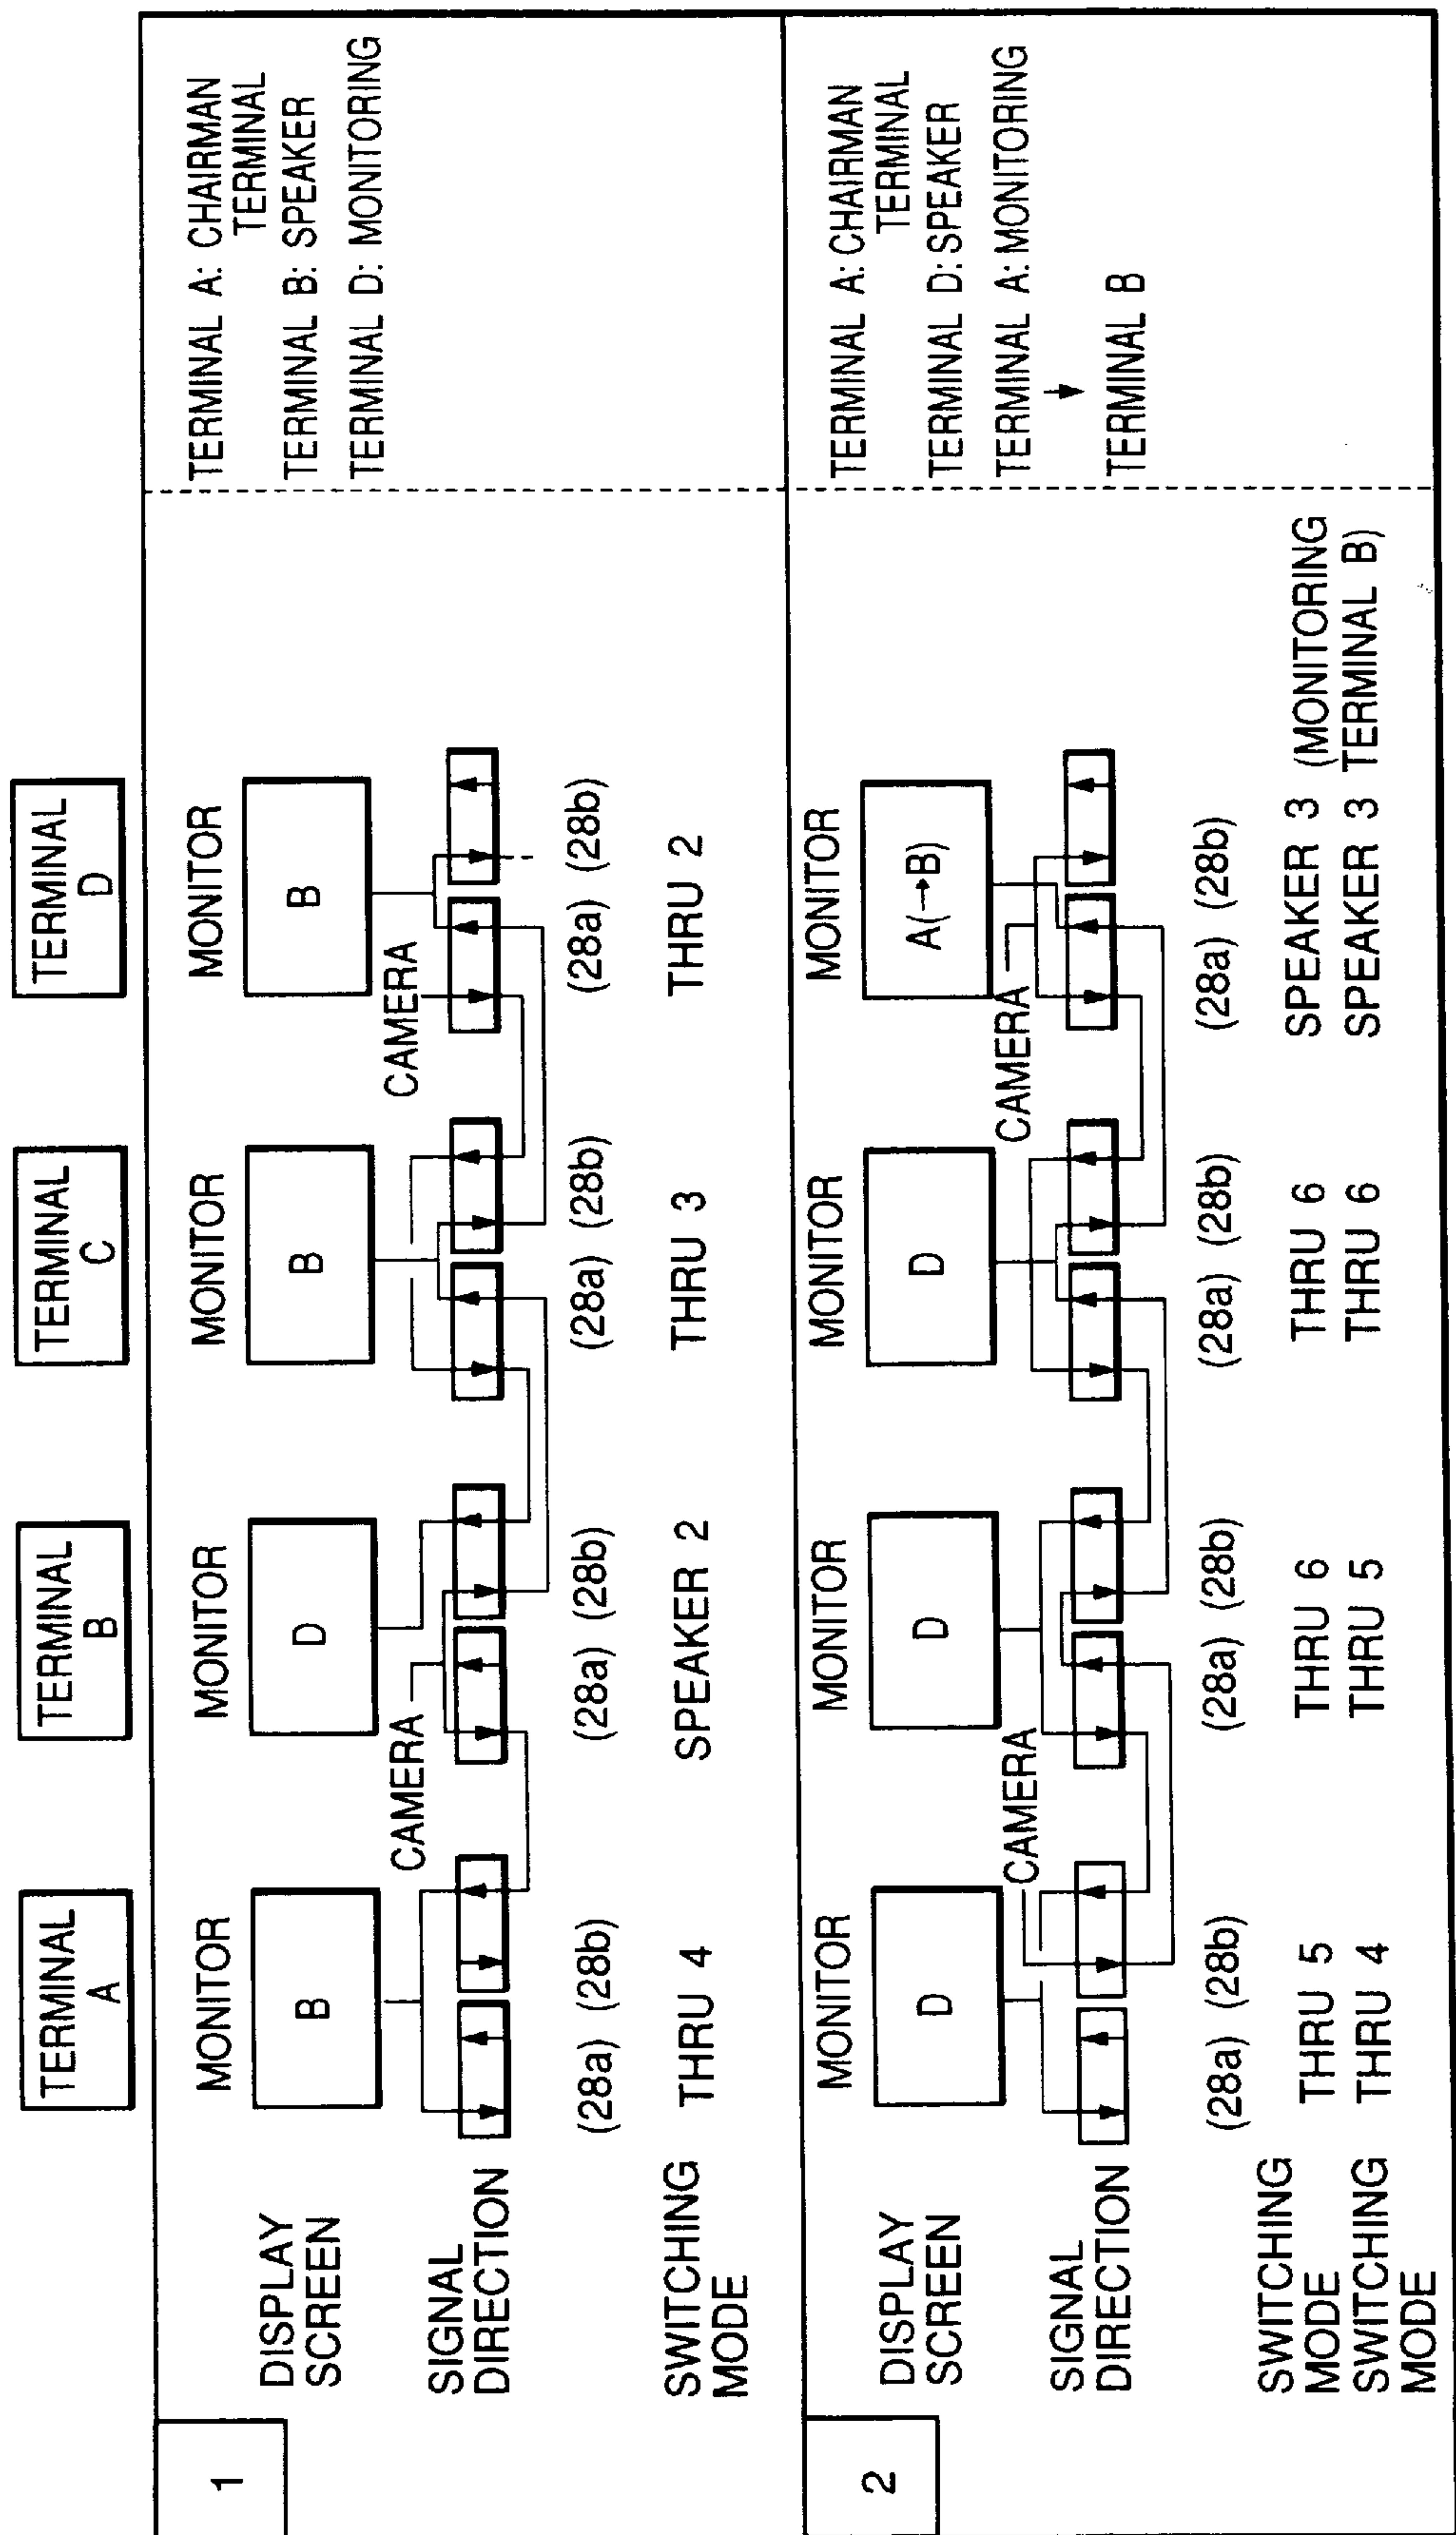 TERMINAL
A
TERMINAL
B
TERMINAL
C
TERMINAL
D
1
DISPLAY
SCREEN
MONITOR
B
MONITOR
D
MONITOR
B
MONITOR
B
SIGNAL
DIRECTION
CAMERA
CAMERA
(28a) (28b)
(28a) (28b)
(28a) (28b)
(28a) (28b)
SWITCHING
MODE
THRU 4
SPEAKER 2
THRU 3
THRU 2
TERMINAL A: CHAIRMAN
TERMINAL
TERMINAL B: SPEAKER
TERMINAL D: MONITORING
2
DISPLAY
SCREEN
MONITOR
D
MONITOR
D
MONITOR
D
MONITOR
A(→B)
SIGNAL
DIRECTION
CAMERA
CAMERA
(28a) (28b)
(28a) (28b)
(28a) (28b)
(28a) (28b)
SWITCHING
MODE
THRU 5
THRU 6
THRU 6
SPEAKER 3 (MONITORING
SWITCHING
MODE
THRU 4
THRU 5
THRU 6
SPEAKER 3 TERMINAL B)
TERMINAL A: CHAIRMAN
TERMINAL
TERMINAL D: SPEAKER
TERMINAL A: MONITORING
→
TERMINAL B